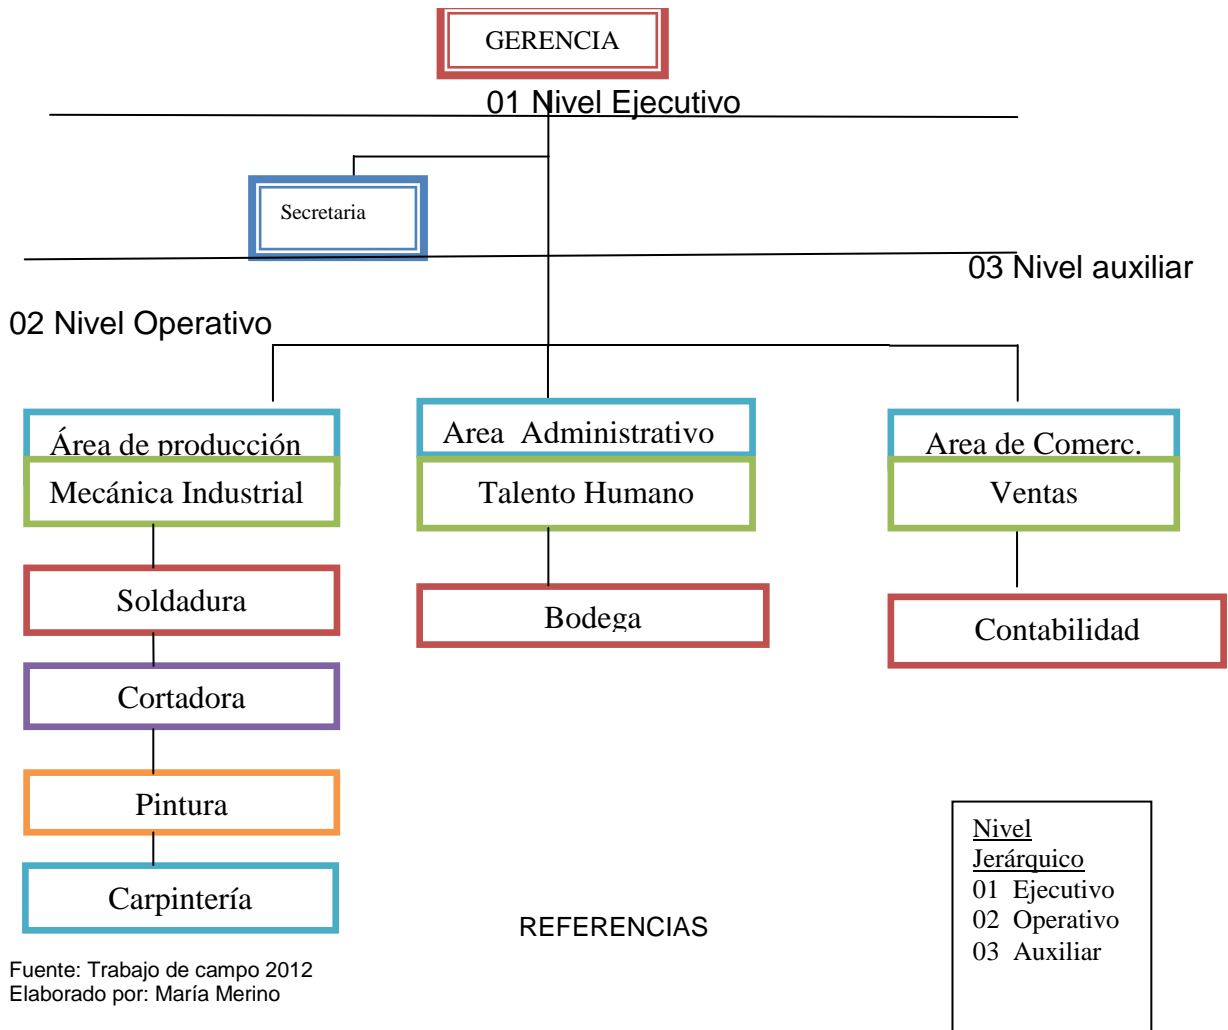 GERENCIA
01 Nivel Ejecutivo
Secretaria
03 Nivel auxiliar
02 Nivel Operativo
Área de producción
Mecánica Industrial
Soldadura
Cortadora
Pintura
Carpintería
Area Administrativo
Talento Humano
Bodega
Area de Comerc.
Ventas
Contabilidad
Nivel
Jerárquico
01 Ejecutivo
02 Operativo
03 Auxiliar
REFERENCIAS
Fuente: Trabajo de campo 2012
Elaborado por: María Merino